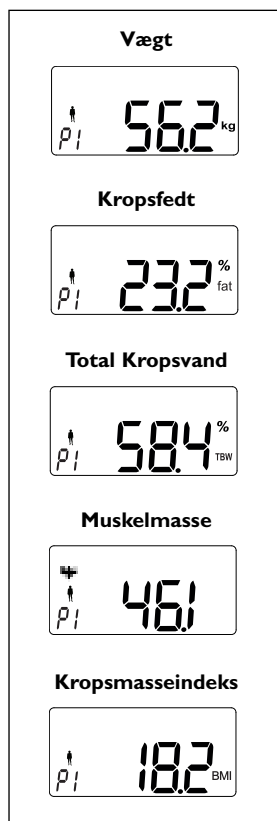 Vægt
P1 56.2 kg
Kropsfedt
P1 23.2 % fat
Total Kropsvand
P1 58.4 % TBW
Muskelmasse
P1 46.1
Kropsmasseindeks
P1 18.2 BMI